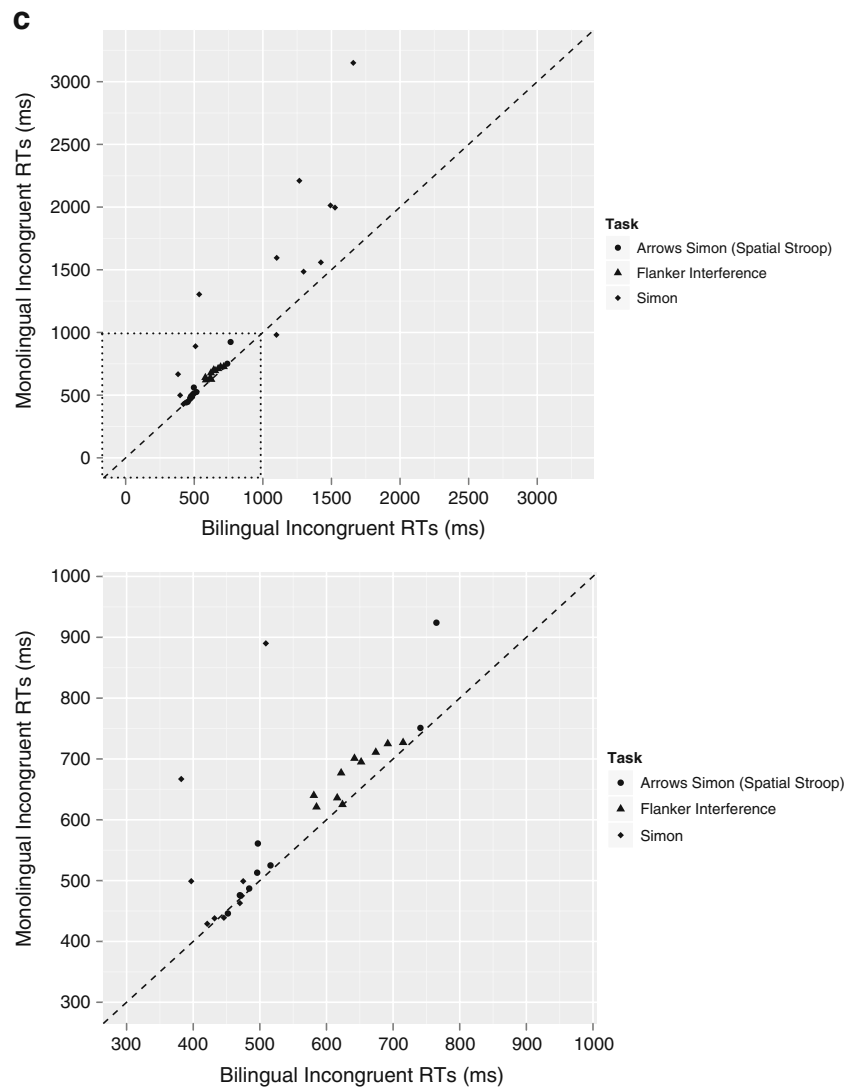 C
3000
2500
2000
1500
1000
500
0
Monolingual Incongruent RTs (ms)
0 500 1000 1500 2000 2500 3000
Bilingual Incongruent RTs (ms)
Task
Arrows Simon (Spatial Stroop)
Flanker Interference
Simon
1000
900
800
700
600
500
400
300
Monolingual Incongruent RTs (ms)
300 400 500 600 700 800 900 1000
Bilingual Incongruent RTs (ms)
Task
Arrows Simon (Spatial Stroop)
Flanker Interference
Simon